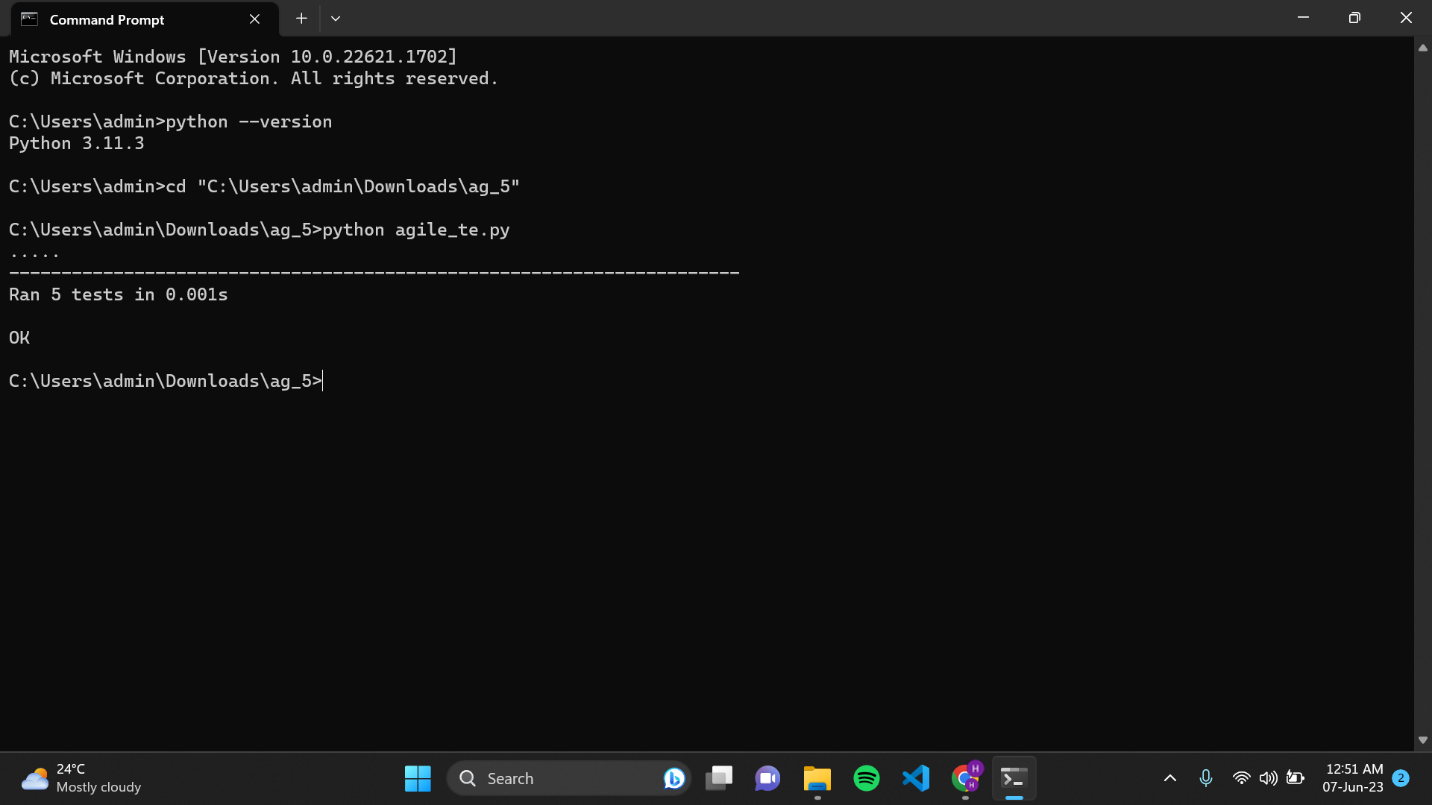 Command Prompt
Microsoft Windows [Version 10.0.22621.1702]
(c) Microsoft Corporation. All rights reserved.
C:\Users\admin>python --version
Python 3.11.3
C:\Users\admin>cd "C:\Users\admin\Downloads\ag_5"
C:\Users\admin\Downloads\ag_5>python agile_te.py
.....
----------------------------------------------------------------------
Ran 5 tests in 0.001s
OK
C:\Users\admin\Downloads\ag_5>
24°C
Mostly cloudy
Search
b
H
H
12:51 AM
07-Jun-23
2